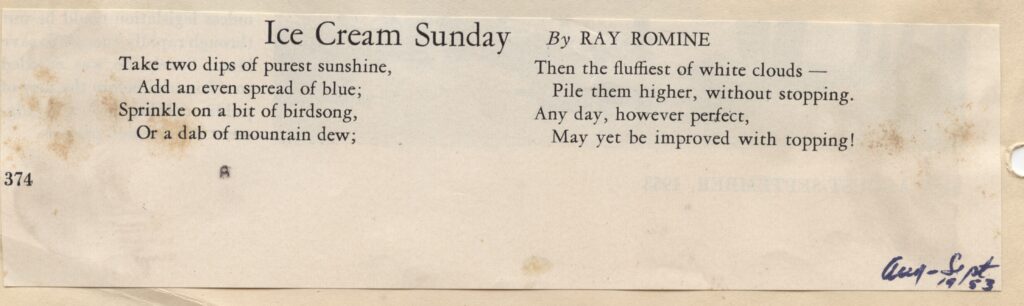 Ice Cream Sunday By RAY ROMINE
Take two dips of purest sunshine,
Add an even spread of blue;
Sprinkle on a bit of birdsong,
Or a dab of mountain dew;
Then the fluffiest of white clouds —
Pile them higher, without stopping.
Any day, however perfect,
May yet be improved with topping!
374
Aug-Sept
1953